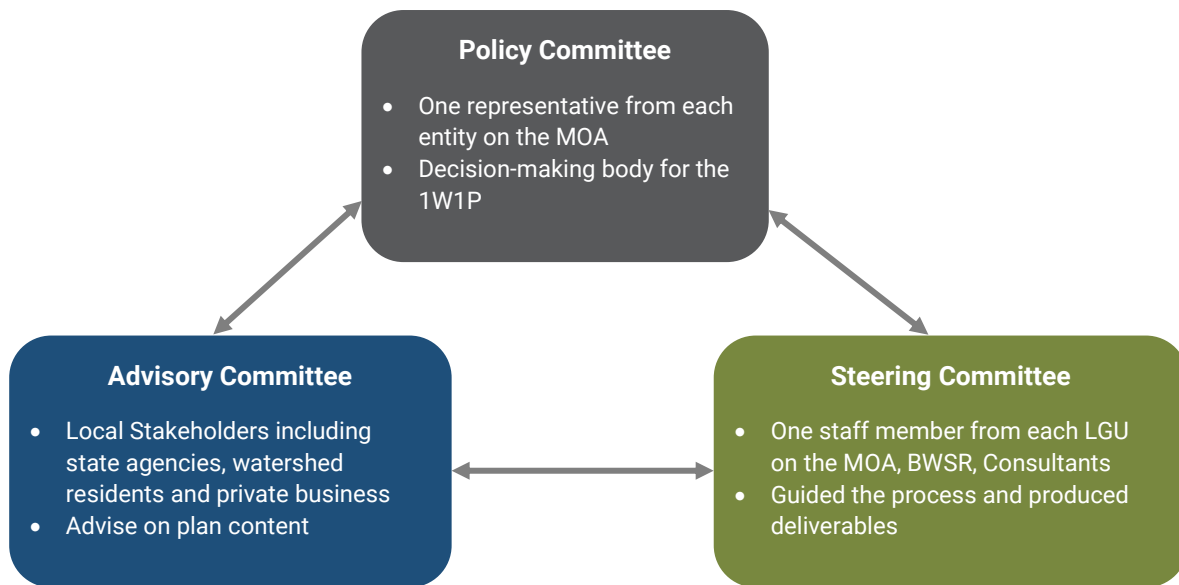 Policy Committee
• One representative from each
entity on the MOA
• Decision-making body for the
1W1P
Advisory Committee
• Local Stakeholders including
state agencies, watershed
residents and private business
• Advise on plan content
Steering Committee
• One staff member from each LGU
on the MOA, BWSR, Consultants
• Guided the process and produced
deliverables